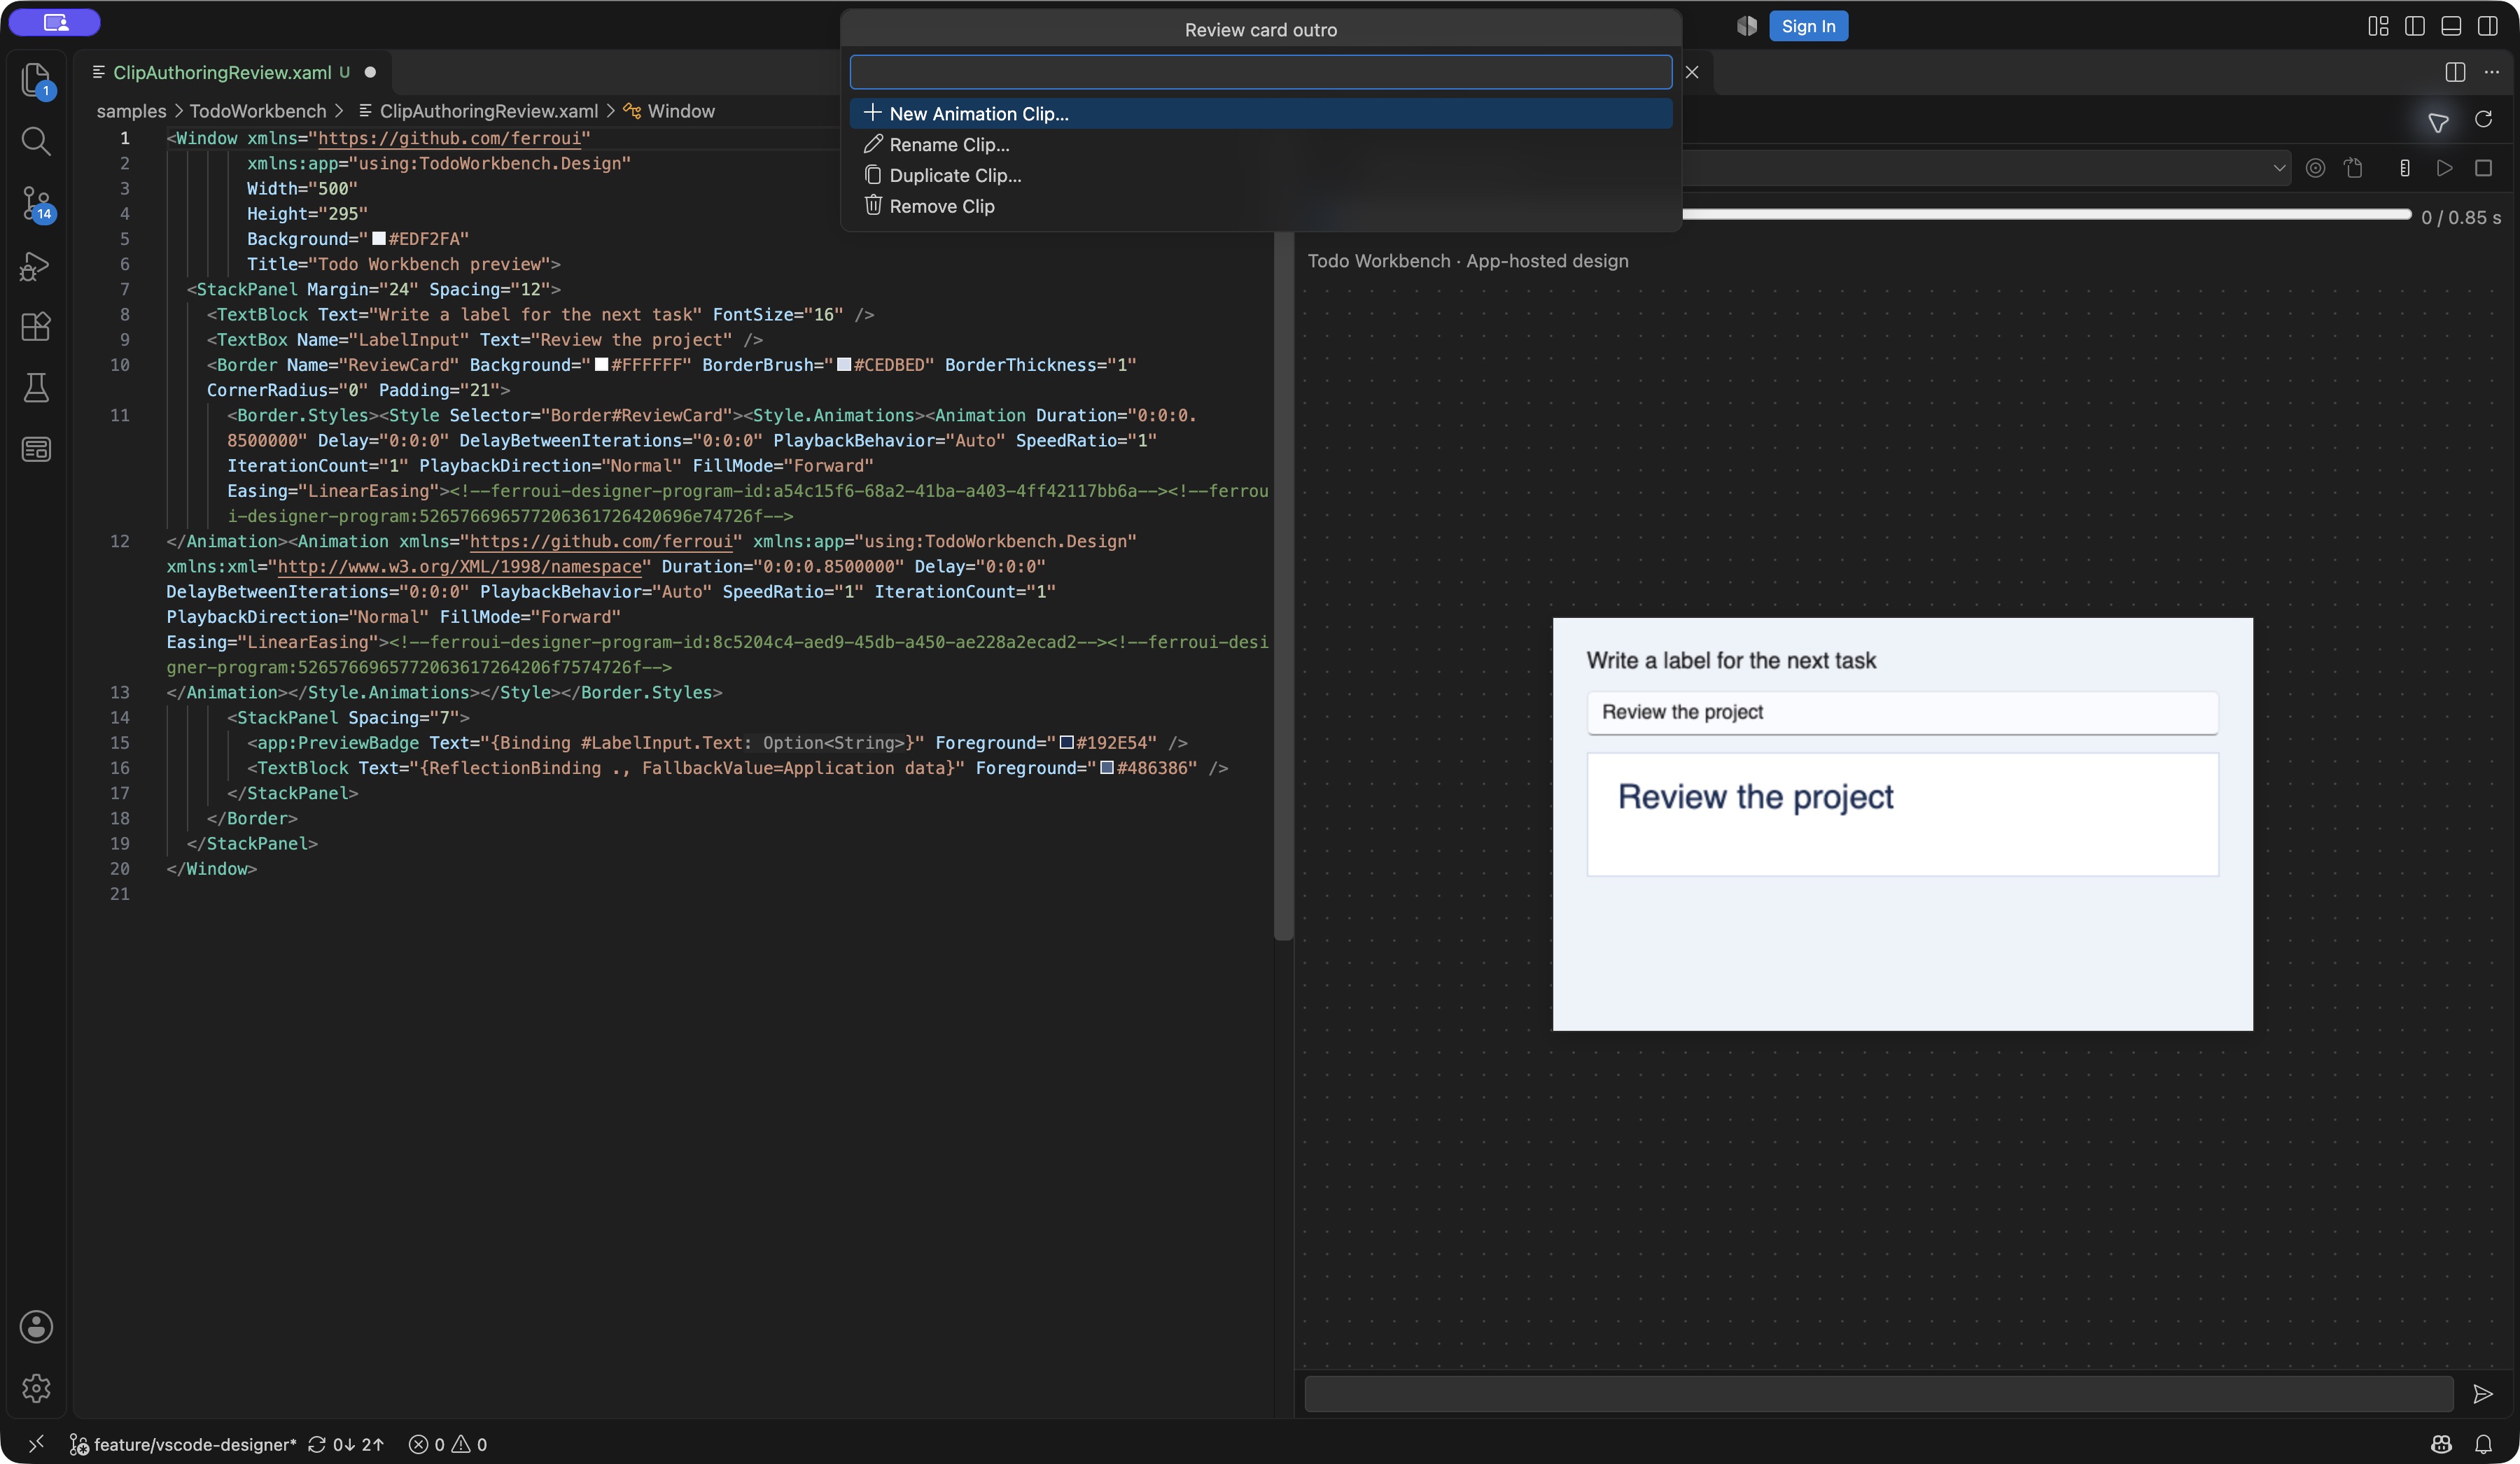 Review card outro
Sign In
ClipAuthoringReview.xaml U
samples > TodoWorkbench > ClipAuthoringReview.xaml > Window
New Animation Clip...
Rename Clip...
Duplicate Clip...
Remove Clip
1
14
0 / 0.85 s
1 <Window xmlns="https://github.com/ferroui"
2 xmlns:app="using:TodoWorkbench.Design"
3 Width="500"
4 Height="295"
5 Background="#EDF2FA"
6 Title="Todo Workbench preview">
7 <StackPanel Margin="24" Spacing="12">
8 <TextBlock Text="Write a label for the next task" FontSize="16" />
9 <TextBox Name="LabelInput" Text="Review the project" />
10 <Border Name="ReviewCard" Background="#FFFFFF" BorderBrush="#CEDBED" BorderThickness="1"
CornerRadius="0" Padding="21">
11 <Border.Styles><Style Selector="Border#ReviewCard"><Style.Animations><Animation Duration="0:0:0.
8500000" Delay="0:0:0" DelayBetweenIterations="0:0:0" PlaybackBehavior="Auto" SpeedRatio="1"
IterationCount="1" PlaybackDirection="Normal" FillMode="Forward"
Easing="LinearEasing"><!--ferroui-designer-program-id:a54c15f6-68a2-41ba-a403-4ff42117bb6a--><!--ferrou
i-designer-program:526576696577206361726420696e74726f-->
12 </Animation><Animation xmlns="https://github.com/ferroui" xmlns:app="using:TodoWorkbench.Design"
xmlns:xml="http://www.w3.org/XML/1998/namespace" Duration="0:0:0.8500000" Delay="0:0:0"
DelayBetweenIterations="0:0:0" PlaybackBehavior="Auto" SpeedRatio="1" IterationCount="1"
PlaybackDirection="Normal" FillMode="Forward"
Easing="LinearEasing"><!--ferroui-designer-program-id:8c5204c4-aed9-45db-a450-ae228a2ecad2--><!--ferroui-desi
gner-program:5265766965772063617264206f7574726f-->
13 </Animation></Style.Animations></Style></Border.Styles>
14 <StackPanel Spacing="7">
15 <app:PreviewBadge Text="{Binding #LabelInput.Text: Option<String>}" Foreground="#192E54" />
16 <TextBlock Text="{ReflectionBinding ., FallbackValue=Application data}" Foreground="#486386" />
17 </StackPanel>
18 </Border>
19 </StackPanel>
20 </Window>
21
Todo Workbench · App-hosted design
Write a label for the next task
Review the project
Review the project
feature/vscode-designer* 0↓ 2↑ 0 0